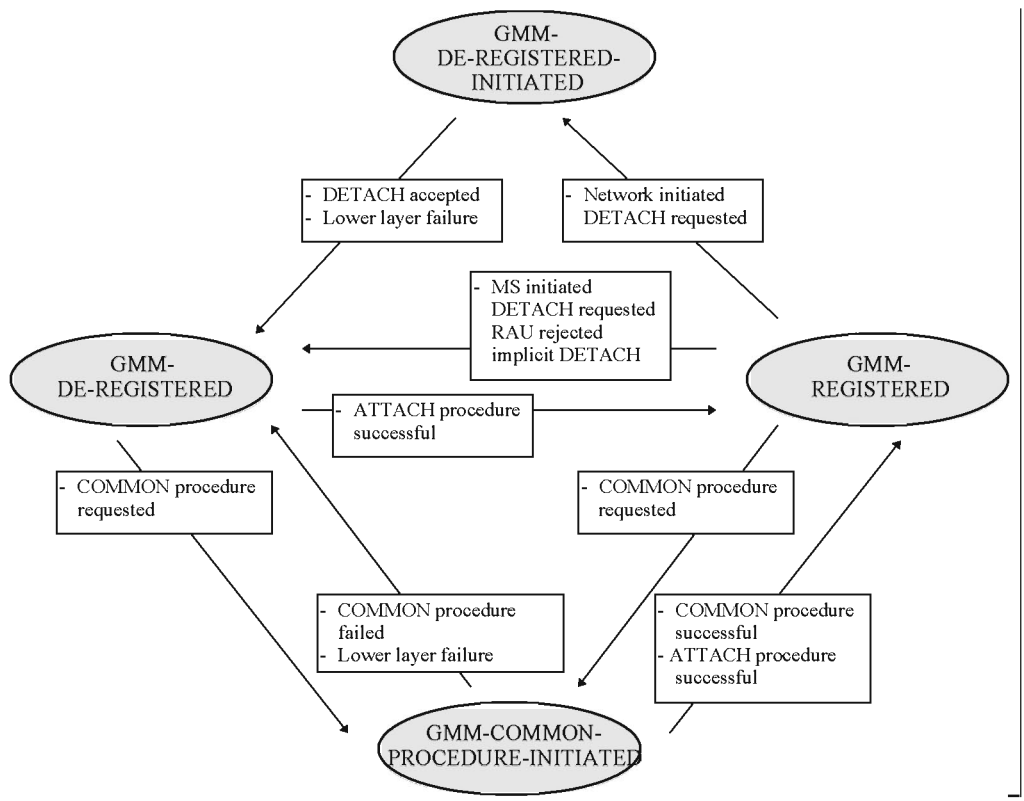 GMM-
DE-REGISTERED-
INITIATED
- DETACH accepted
- Lower layer failure
- Network initiated
DETACH requested
- MS initiated
DETACH requested
RAU rejected
implicit DETACH
GMM-
DE-REGISTERED
GMM-
REGISTERED
- ATTACH procedure
successful
- COMMON procedure
requested
- COMMON procedure
requested
- COMMON procedure
failed
- Lower layer failure
- COMMON procedure
successful
- ATTACH procedure
successful
GMM-COMMON-
PROCEDURE-INITIATED